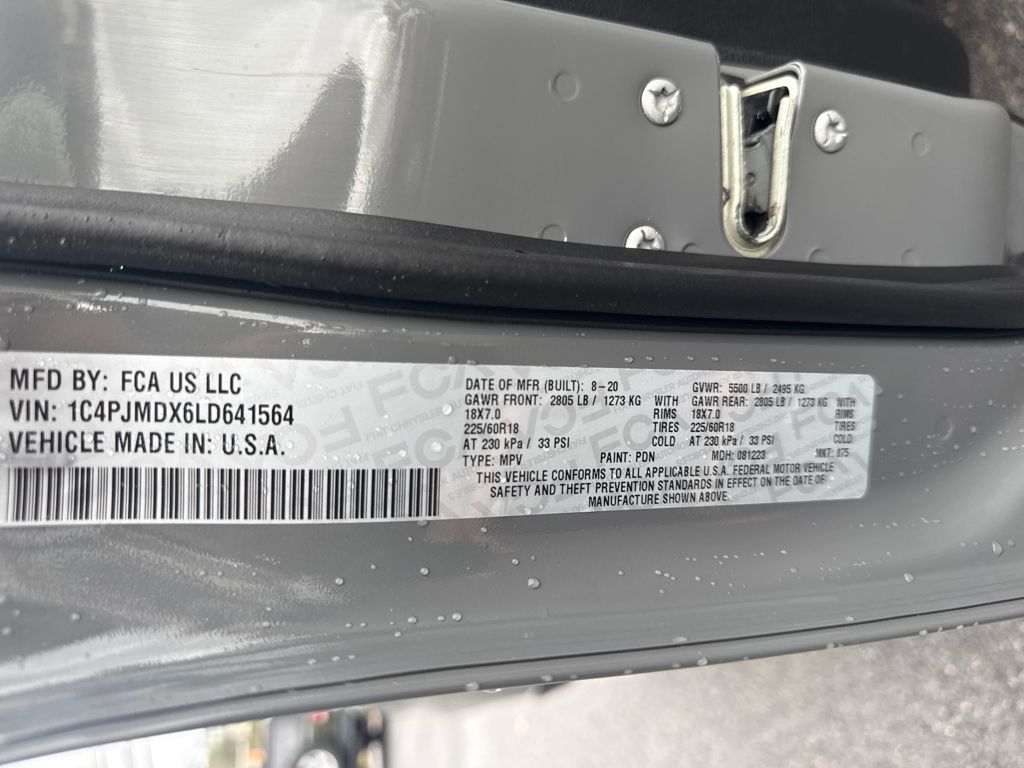 MFD BY: FCA US LLC
VIN: 1C4PJMDX6LD641564
VEHICLE MADE IN: U.S.A.
DATE OF MFR (BUILT): 8-20 GVWR: 5500 LB / 2495 KG
GAWR FRONT: 2805 LB / 1273 KG WITH GAWR REAR: 2805 LB / 1273 KG WITH
18X7.0 RIMS 18X7.0 RIMS
225/60R18 TIRES 225/60R18 TIRES
AT 230 kPa / 33 PSI COLD AT 230 kPa / 33 PSI COLD
TYPE: MPV PAINT: PDN MDH: 081223 MKT: 875
THIS VEHICLE CONFORMS TO ALL APPLICABLE U.S.A. FEDERAL MOTOR VEHICLE
SAFETY AND THEFT PREVENTION STANDARDS IN EFFECT ON THE DATE OF
MANUFACTURE SHOWN ABOVE.